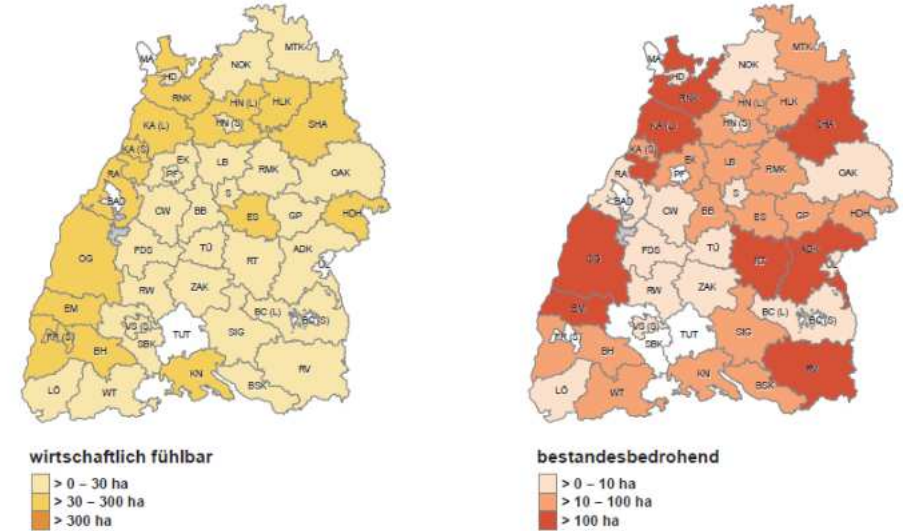 MTK
MA
HD
NOK
RNK
HN (L)
HLK
KA (L)
HN (S)
SHA
KA (S)
EK
LB
RMK
OAK
RA
PF
BAD
S
CW
BB
ES
GP
HDH
OG
FDS
TÜ
RT
ADK
RW
ZAK
EM
BC (L)
BC (S)
VS (S)
TUT
SIG
FR (S)
SBK
BH
KN
RV
LÖ
WT
BSK
wirtschaftlich fühlbar
> 0 – 30 ha
> 30 – 300 ha
> 300 ha
MTK
MA
HD
NOK
RNK
HN (L)
HLK
KA (L)
HN (S)
SHA
KA (S)
EK
LB
RMK
OAK
RA
PF
BAD
S
CW
BB
ES
GP
HDH
OG
FDS
TÜ
RT
ADK
RW
ZAK
EM
BC (L)
BC (S)
VS (S)
TUT
SIG
FR (S)
SBK
BH
KN
RV
LÖ
WT
BSK
bestandesbedrohend
> 0 – 10 ha
> 10 – 100 ha
> 100 ha